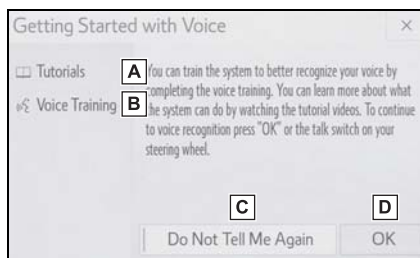 Getting Started with Voice ×
Tutorials
Voice Training
A
B
You can train the system to better recognize your voice by
completing the voice training. You can learn more about what
the system can do by watching the tutorial videos. To continue
to voice recognition press "OK" or the talk switch on your
steering wheel.
C
D
Do Not Tell Me Again
OK